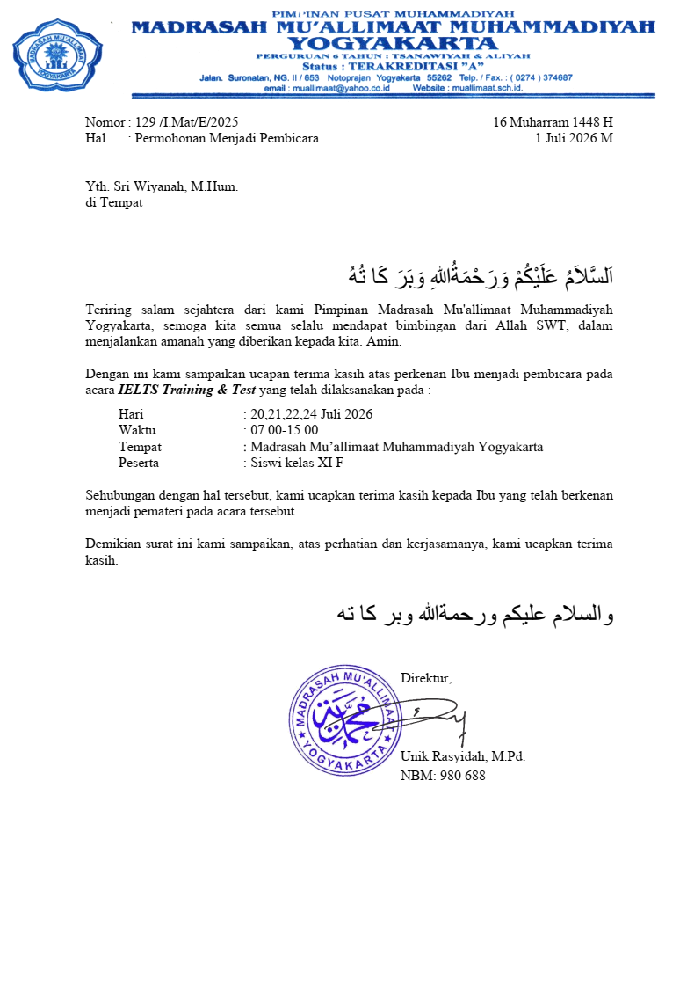 PIMPINAN PUSAT MUHAMMADIYAH
MADRASAH MU'ALLIMAAT MUHAMMADIYAH
YOGYAKARTA
PERGURUAN 6 TAHUN : TSANAWIYAH & ALIYAH
Status : TERAKREDITASI "A"
Jalan. Suronatan, NG. II / 653 Notoprajan Yogyakarta 55262 Telp. / Fax. : ( 0274 ) 374687
email : muallimaat@yahoo.co.id Website : muallimaat.sch.id.
MADRASAH MU'ALLIMAAT
YOGYAKARTA
Nomor : 129 /I.Mat/E/2025 16 Muharram 1448 H
Hal : Permohonan Menjadi Pembicara 1 Juli 2026 M
Yth. Sri Wiyanah, M.Hum.
di Tempat
اَلسَّلاَمُ عَلَيْكُمْ وَرَحْمَةُاللهِ وَبَرَ كَا تُهُ
Teriring salam sejahtera dari kami Pimpinan Madrasah Mu'allimaat Muhammadiyah
Yogyakarta, semoga kita semua selalu mendapat bimbingan dari Allah SWT, dalam
menjalankan amanah yang diberikan kepada kita. Amin.
Dengan ini kami sampaikan ucapan terima kasih atas perkenan Ibu menjadi pembicara pada
acara IELTS Training & Test yang telah dilaksanakan pada :
Hari : 20,21,22,24 Juli 2026
Waktu : 07.00-15.00
Tempat : Madrasah Mu’allimaat Muhammadiyah Yogyakarta
Peserta : Siswi kelas XI F
Sehubungan dengan hal tersebut, kami ucapkan terima kasih kepada Ibu yang telah berkenan
menjadi pemateri pada acara tersebut.
Demikian surat ini kami sampaikan, atas perhatian dan kerjasamanya, kami ucapkan terima
kasih.
والسلام عليكم ورحمةالله وبر كا ته
Direktur,
MADRASAH MU'ALLIMAAT
محمدية
YOGYAKARTA
Unik Rasyidah, M.Pd.
NBM: 980 688